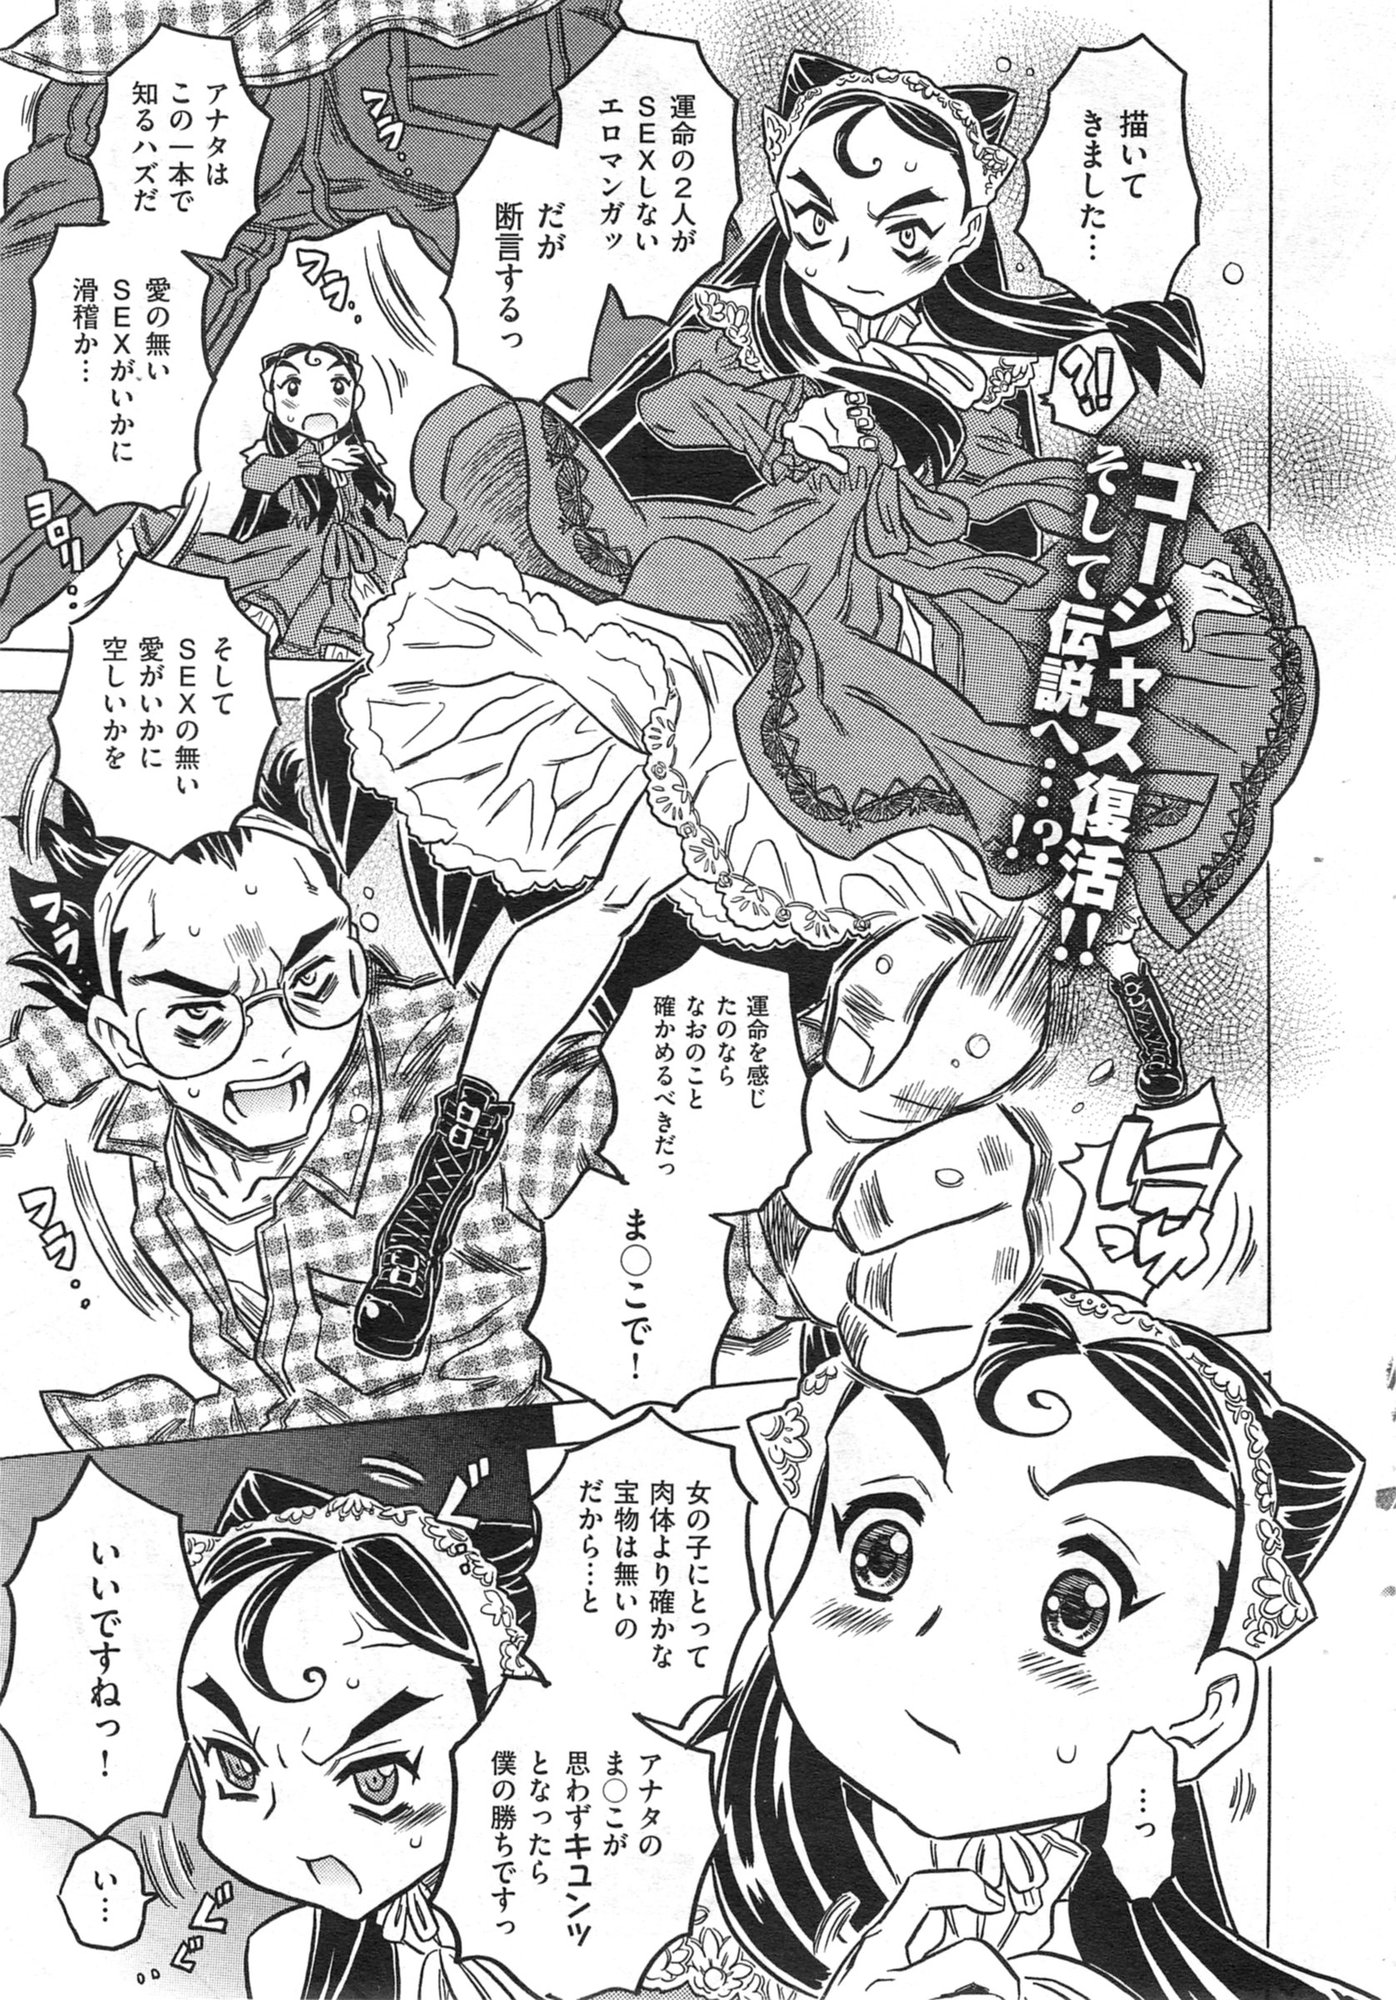 描いて
きました…
?!
ゴージャス復活!!
そして伝説へ…!?
運命の2人が
SEXしない
エロマンガッ
だが
断言するっ
フラ…
フラ。
アナタは
この一本で
知るハズだ
愛の無い
SEXがいかに
滑稽か…
ヨロ!!
そして
SEXの無い
愛がいかに
空しいかを
フラ
フラ。
運命を感じ
たのなら
なおのこと
確かめるべきだっ
ま〇こで!
…っ
女の子にとって
肉体より確かな
宝物は無いの
だから…と
アナタの
ま〇こが
思わずキュンッ
となったら
僕の勝ちですっ
いいですねっ!
い…